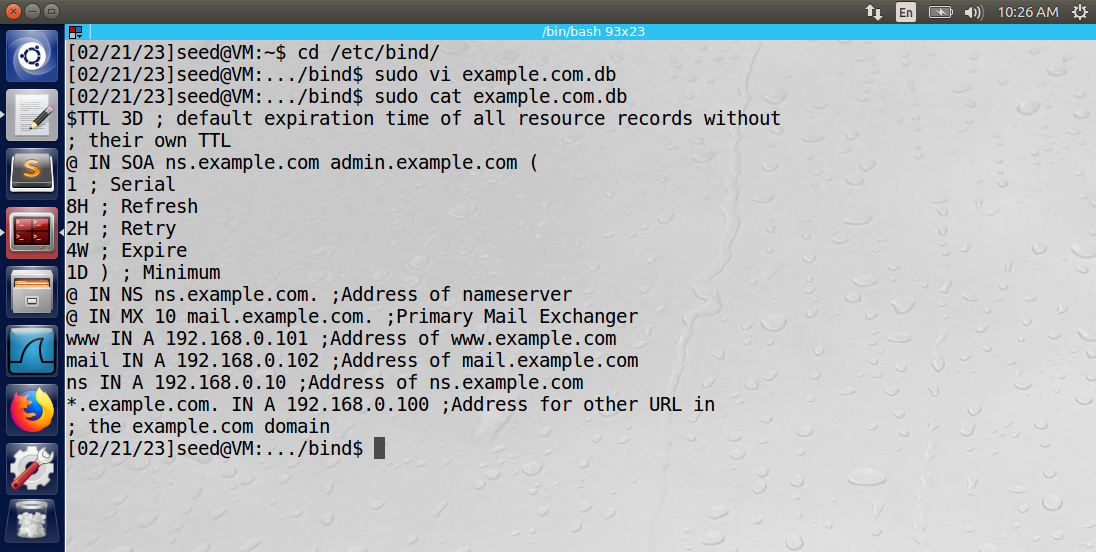 En
10:26 AM
/bin/bash 93x23
[02/21/23]seed@VM:~$ cd /etc/bind/
[02/21/23]seed@VM:.../bind$ sudo vi example.com.db
[02/21/23]seed@VM:.../bind$ sudo cat example.com.db
$TTL 3D ; default expiration time of all resource records without
; their own TTL
@ IN SOA ns.example.com admin.example.com (
1 ; Serial
8H ; Refresh
2H ; Retry
4W ; Expire
1D ) ; Minimum
@ IN NS ns.example.com. ;Address of nameserver
@ IN MX 10 mail.example.com. ;Primary Mail Exchanger
www IN A 192.168.0.101 ;Address of www.example.com
mail IN A 192.168.0.102 ;Address of mail.example.com
ns IN A 192.168.0.10 ;Address of ns.example.com
*.example.com. IN A 192.168.0.100 ;Address for other URL in
; the example.com domain
[02/21/23]seed@VM:.../bind$